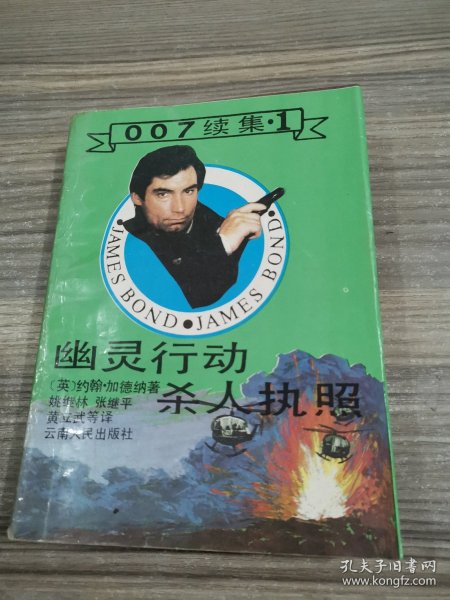 007续集·1
JAMES BOND•JAMES BOND•
幽灵行动
〔英〕约翰·加德纳著
杀人执照
姚继林 张继平
黄立武等译
云南人民出版社
孔夫子旧书网
www.kongfz.com